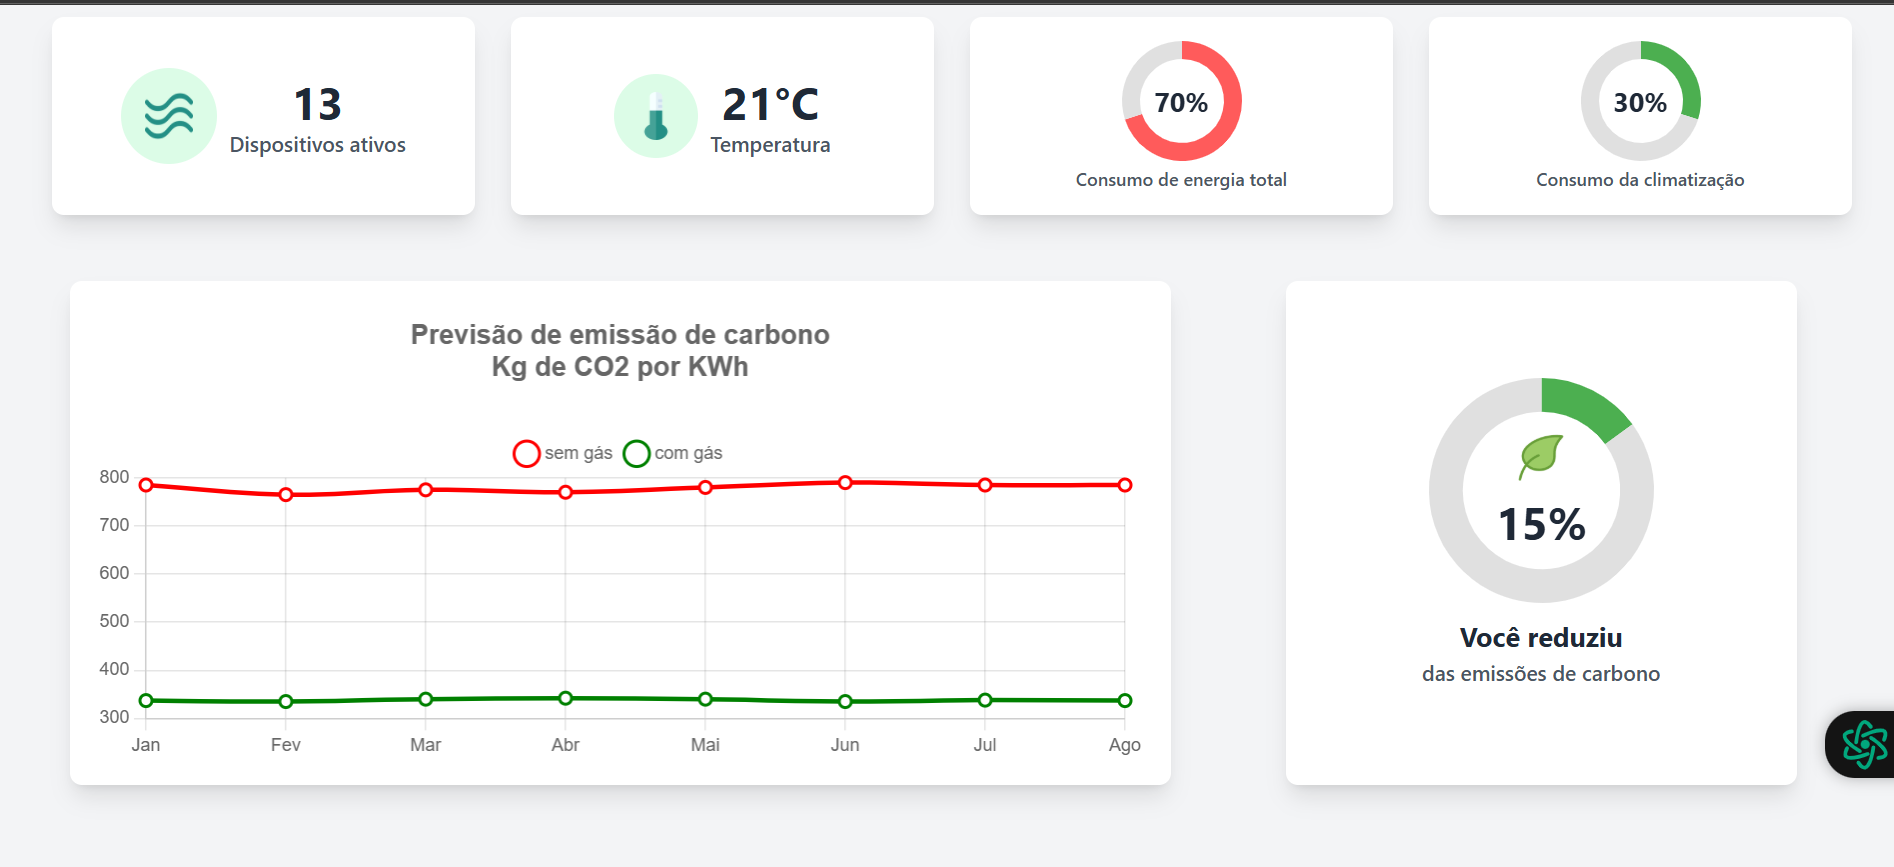 13
Dispositivos ativos
21°C
Temperatura
70%
Consumo de energia total
30%
Consumo da climatização
Previsão de emissão de carbono
Kg de CO2 por KWh
sem gás com gás
800
700
600
500
400
300
Jan Fev Mar Abr Mai Jun Jul Ago
15%
Você reduziu
das emissões de carbono